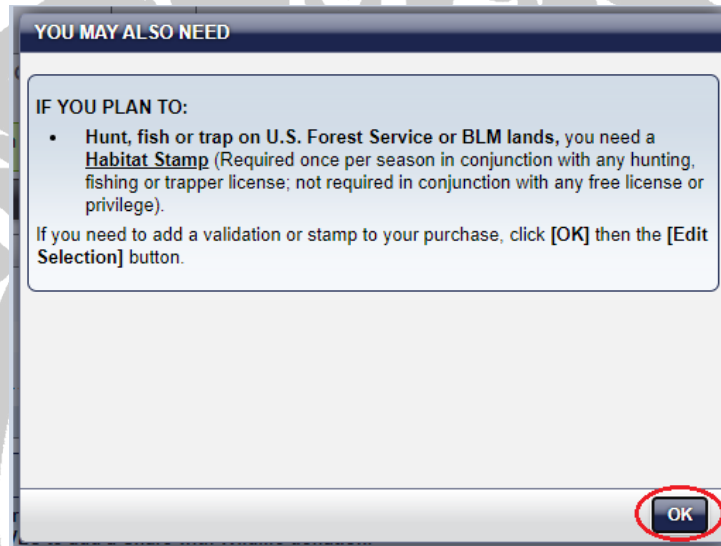 YOU MAY ALSO NEED
IF YOU PLAN TO:
• Hunt, fish or trap on U.S. Forest Service or BLM lands, you need a
Habitat Stamp (Required once per season in conjunction with any hunting,
fishing or trapper license; not required in conjunction with any free license or
privilege).
If you need to add a validation or stamp to your purchase, click [OK] then the [Edit
Selection] button.
OK